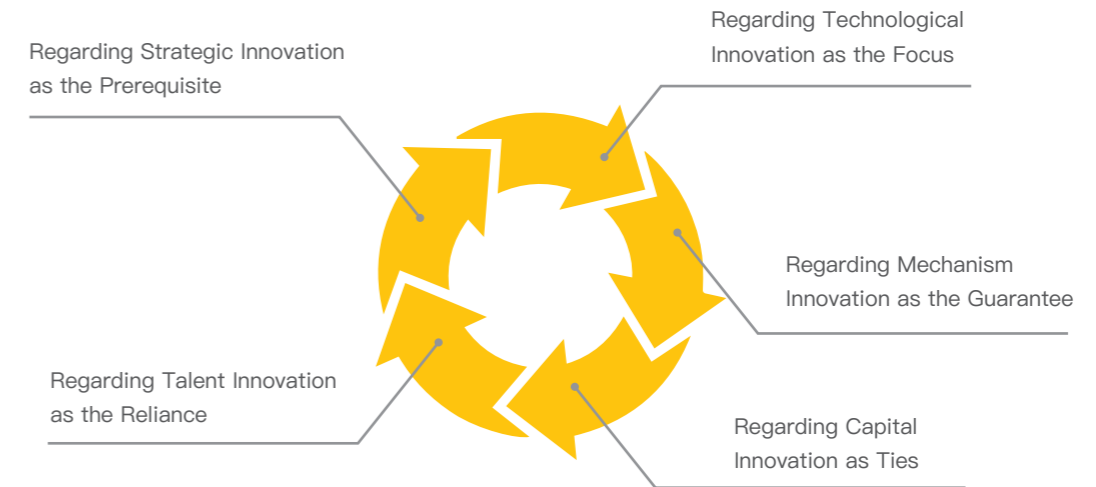 Regarding Strategic Innovation
as the Prerequisite
Regarding Technological
Innovation as the Focus
Regarding Mechanism
Innovation as the Guarantee
Regarding Capital
Innovation as Ties
Regarding Talent Innovation
as the Reliance